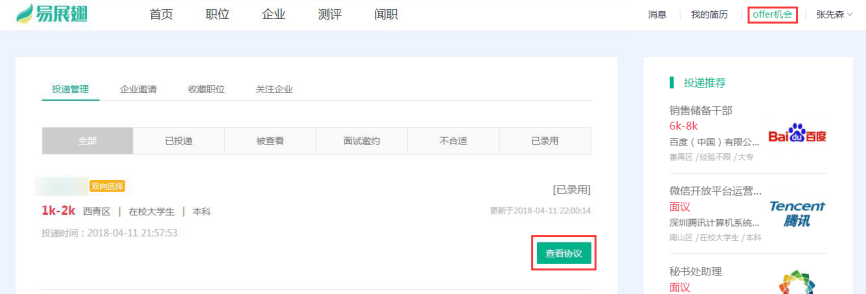 易展翅 首页 职位 企业 测评 闻职 消息 我的简历 offer机会 张先森
投递管理 企业邀请 收藏职位 关注企业
全部 已投递 被查看 面试邀约 不合适 已录用
双向选择 [已录用]
1k-2k 西青区 | 在校大学生 | 本科 更新于2018-04-11 22:00:14
投递时间：2018-04-11 21:57:53
查看协议
投递推荐
销售储备干部
6k-8k
百度（中国）有限公...
番禺区 /经验不限 /大专
Bai 百度
微信开放平台运营...
面议
深圳腾讯计算机系统...
南山区 /在校大学生 /本科
Tencent
腾讯
秘书处助理
面议